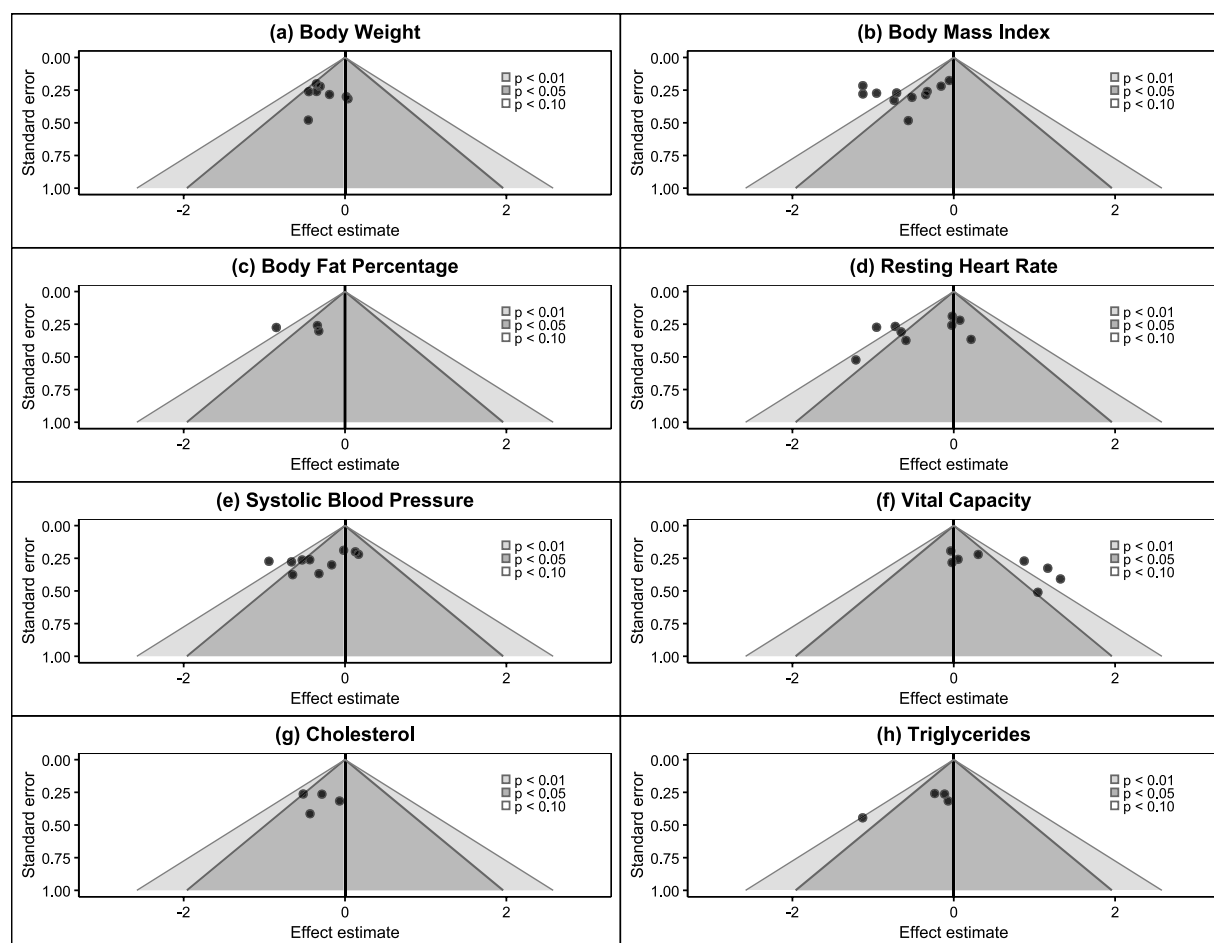 (a) Body Weight
0.00
0.25
0.50
0.75
1.00
Standard error
p < 0.01
p < 0.05
p < 0.10
-2 0 2
Effect estimate
(b) Body Mass Index
0.00
0.25
0.50
0.75
1.00
Standard error
p < 0.01
p < 0.05
p < 0.10
-2 0 2
Effect estimate
(c) Body Fat Percentage
0.00
0.25
0.50
0.75
1.00
Standard error
p < 0.01
p < 0.05
p < 0.10
-2 0 2
Effect estimate
(d) Resting Heart Rate
0.00
0.25
0.50
0.75
1.00
Standard error
p < 0.01
p < 0.05
p < 0.10
-2 0 2
Effect estimate
(e) Systolic Blood Pressure
0.00
0.25
0.50
0.75
1.00
Standard error
p < 0.01
p < 0.05
p < 0.10
-2 0 2
Effect estimate
(f) Vital Capacity
0.00
0.25
0.50
0.75
1.00
Standard error
p < 0.01
p < 0.05
p < 0.10
-2 0 2
Effect estimate
(g) Cholesterol
0.00
0.25
0.50
0.75
1.00
Standard error
p < 0.01
p < 0.05
p < 0.10
-2 0 2
Effect estimate
(h) Triglycerides
0.00
0.25
0.50
0.75
1.00
Standard error
p < 0.01
p < 0.05
p < 0.10
-2 0 2
Effect estimate